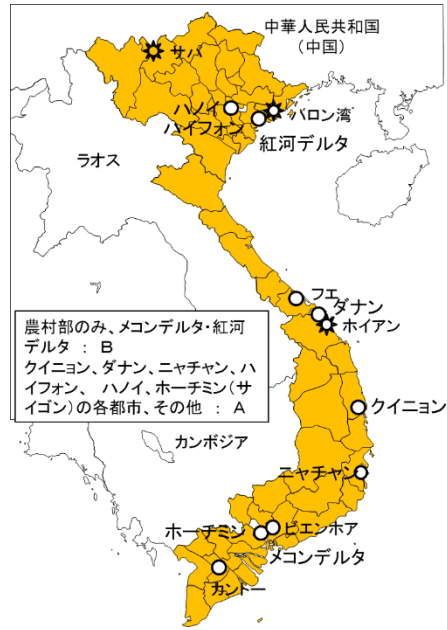 中華人民共和国
（中国）
サパ
ハノイ
ハイフォン
バロン湾
紅河デルタ
ラオス
フェ
ダナン
ホイアン
農村部のみ、メコンデルタ・紅河
デルタ ： B
クイニョン、ダナン、ニャチャン、ハ
イフォン、 ハノイ、ホーチミン（サ
イゴン）の各都市、その他 ： A
クイニョン
カンボジア
ニャチャン
ホーチミン
ビエンホア
メコンデルタ
カントー